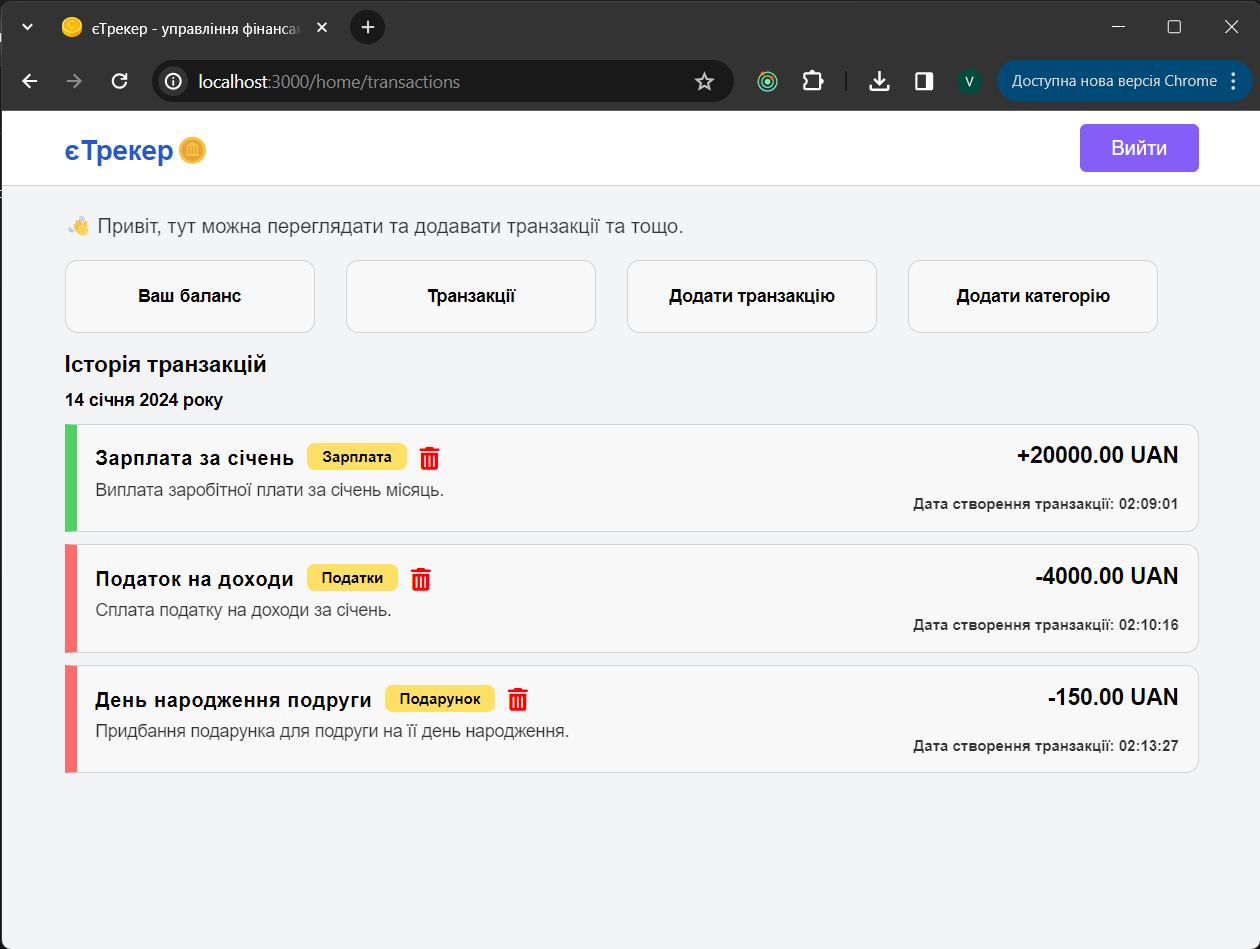 єТрекер - управління фінансам
localhost:3000/home/transactions
V
Доступна нова версія Chrome
єТрекер
Вийти
Привіт, тут можна переглядати та додавати транзакції та тощо.
Ваш баланс
Транзакції
Додати транзакцію
Додати категорію
Історія транзакцій
14 січня 2024 року
Зарплата за січень Зарплата +20000.00 UAN
Виплата заробітної плати за січень місяць.
Дата створення транзакції: 02:09:01
Податок на доходи Податки -4000.00 UAN
Сплата податку на доходи за січень.
Дата створення транзакції: 02:10:16
День народження подруги Подарунок -150.00 UAN
Придбання подарунка для подруги на її день народження.
Дата створення транзакції: 02:13:27